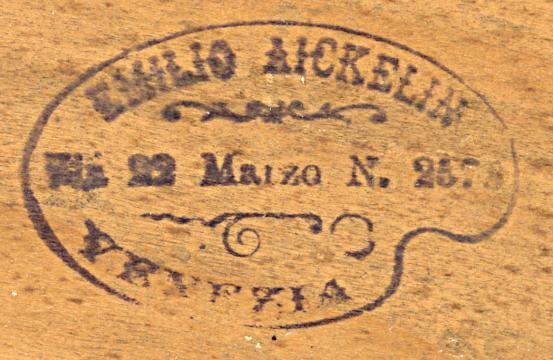 EMILIO AICKELIN
Via 22 Marzo N.
VENEZIA